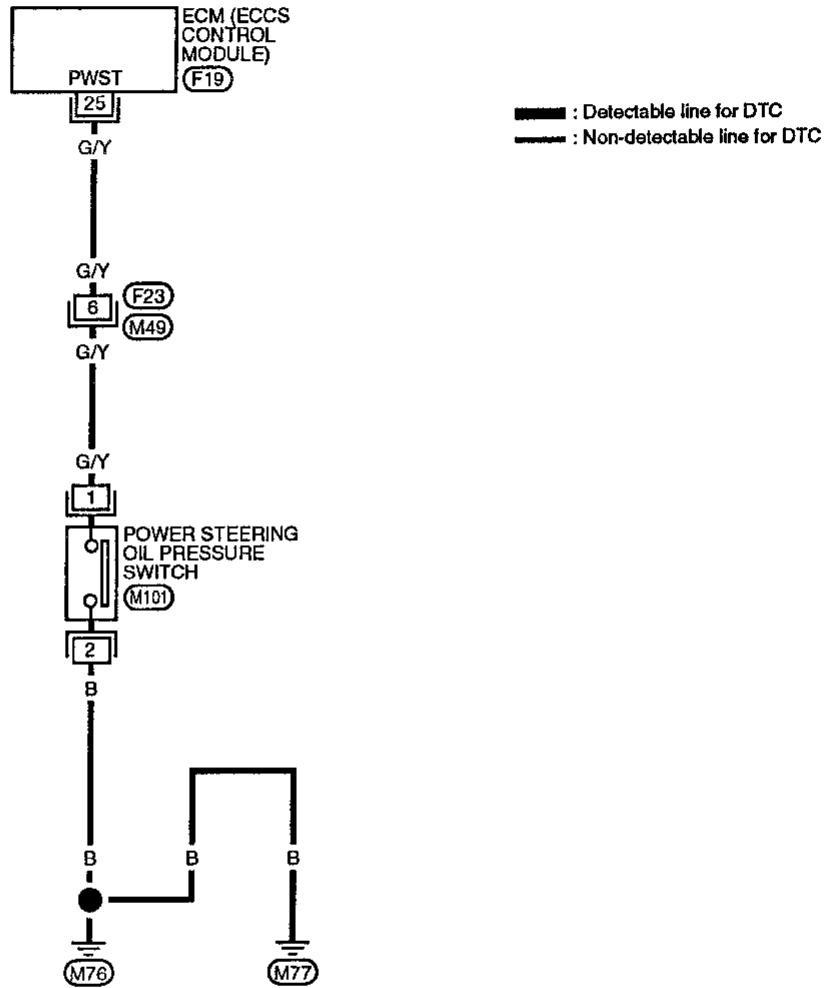 ECM (ECCS
CONTROL
MODULE)
F19
PWST
25
G/Y
: Detectable line for DTC
: Non-detectable line for DTC
G/Y
6
F23
M49
G/Y
G/Y
1
POWER STEERING
OIL PRESSURE
SWITCH
M101
2
B
B
B
B
M76
M77